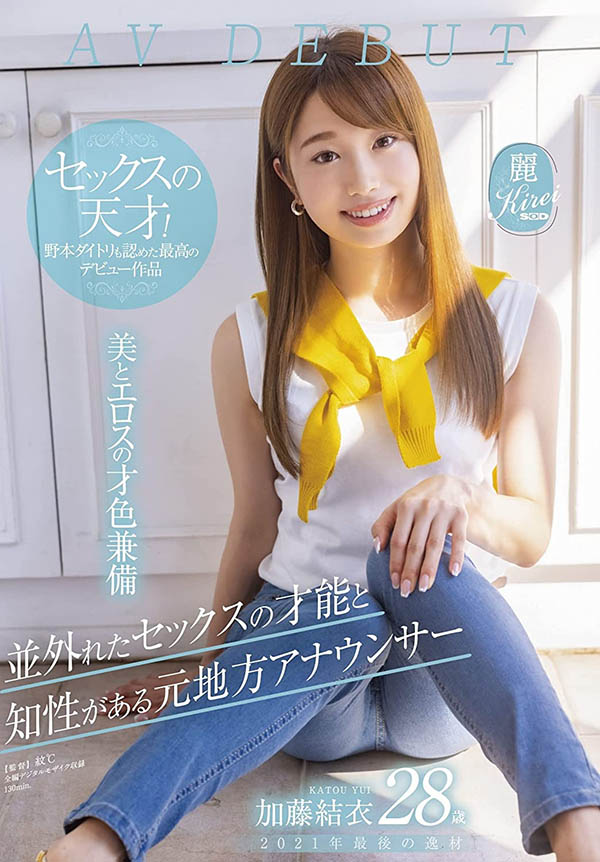 AV DEBUT
セックスの
天才!
野本ダイトリも認めた最高の
デビュー作品
麗
Kirei
SOD
美とエロスの才色兼備
並外れたセックスの才能と
知性がある元地方アナウンサー
【監督】紋℃
全編デジタルモザイク収録
130min.
KATOU YUI
加藤結衣 28歳
2021年最後の逸材